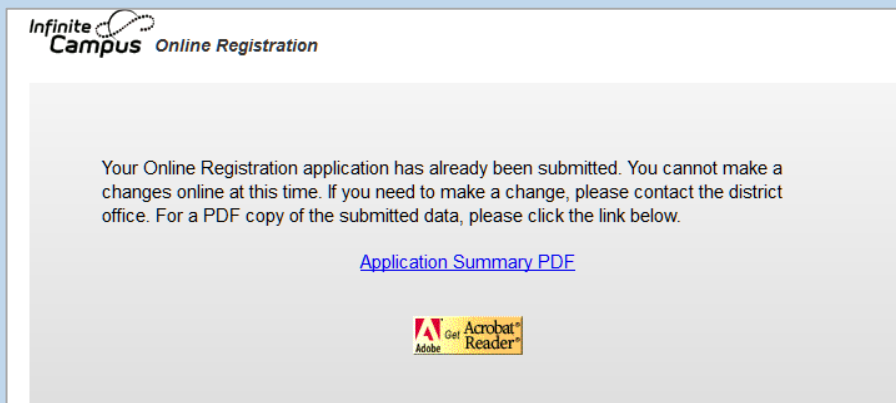 Infinite
Campus Online Registration
Your Online Registration application has already been submitted. You cannot make a
changes online at this time. If you need to make a change, please contact the district
office. For a PDF copy of the submitted data, please click the link below.
Application Summary PDF
Adobe Get Acrobat®
Reader®